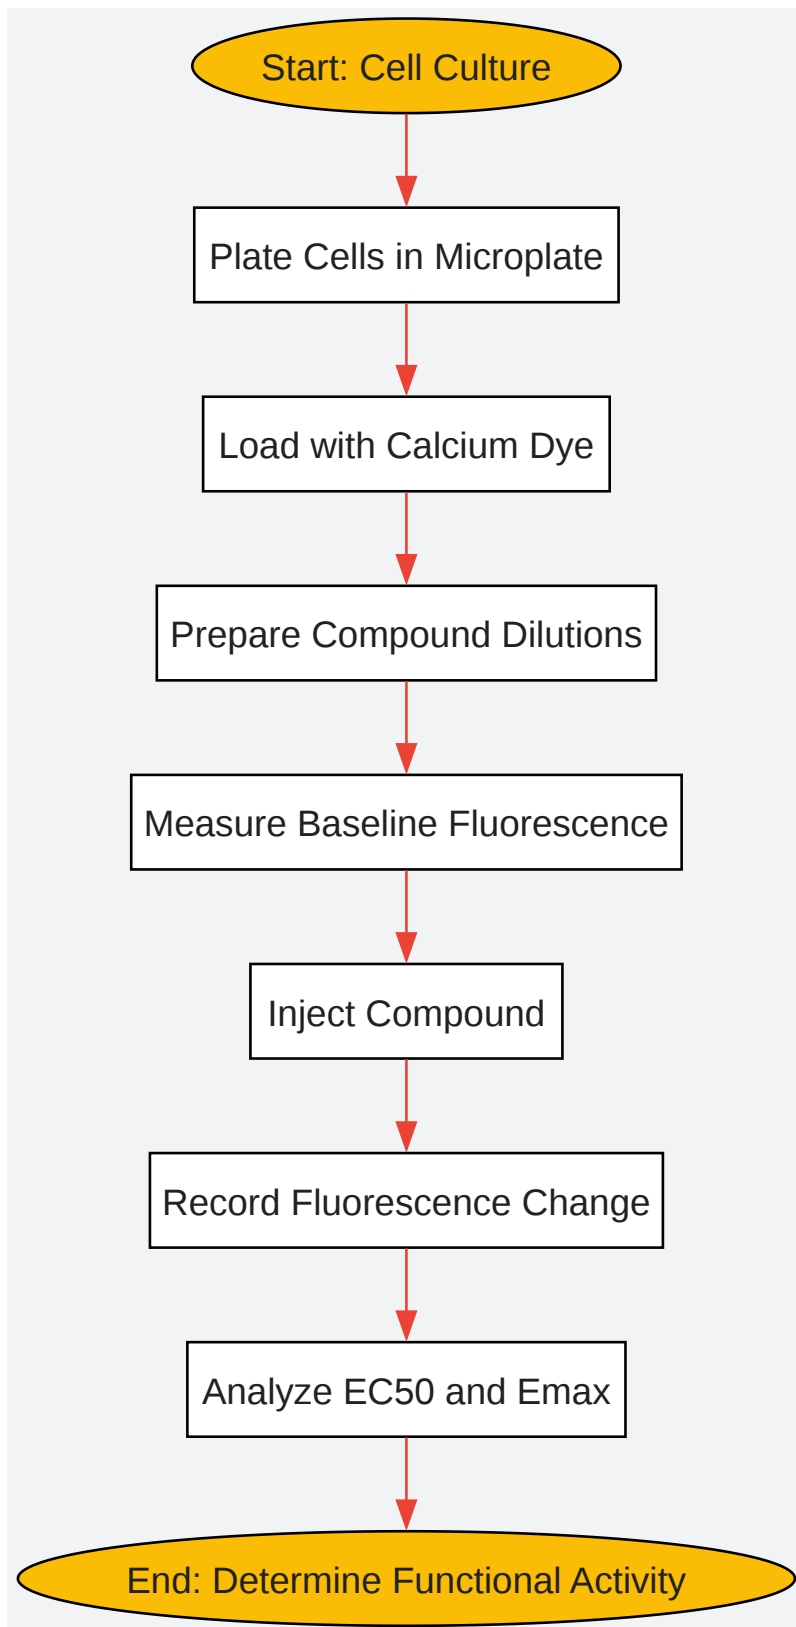 Start: Cell Culture
Plate Cells in Microplate
Load with Calcium Dye
Prepare Compound Dilutions
Measure Baseline Fluorescence
Inject Compound
Record Fluorescence Change
Analyze EC50 and Emax
End: Determine Functional Activity